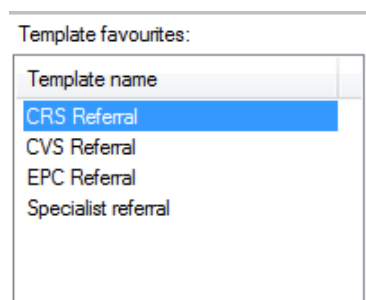 Template favourites:
Template name
CRS Referral
CVS Referral
EPC Referral
Specialist referral